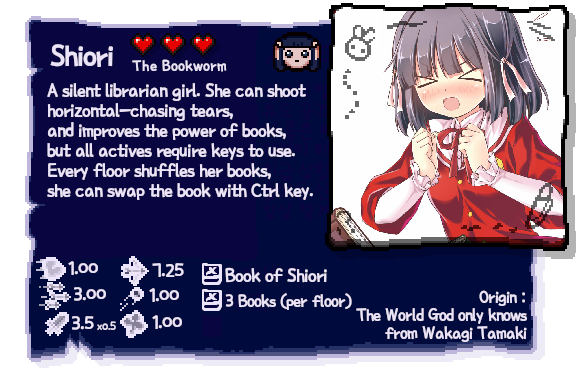 Shiori
The Bookworm
A silent librarian girl. She can shoot
horizontal-chasing tears,
and improves the power of books,
but all actives require keys to use.
Every floor shuffles her books,
she can swap the book with Ctrl key.
1.00
7.25
3.00
1.00
3.5 x0.5
1.00
Book of Shiori
3 Books (per floor)
Origin :
The World God only knows
from Wakagi Tamaki